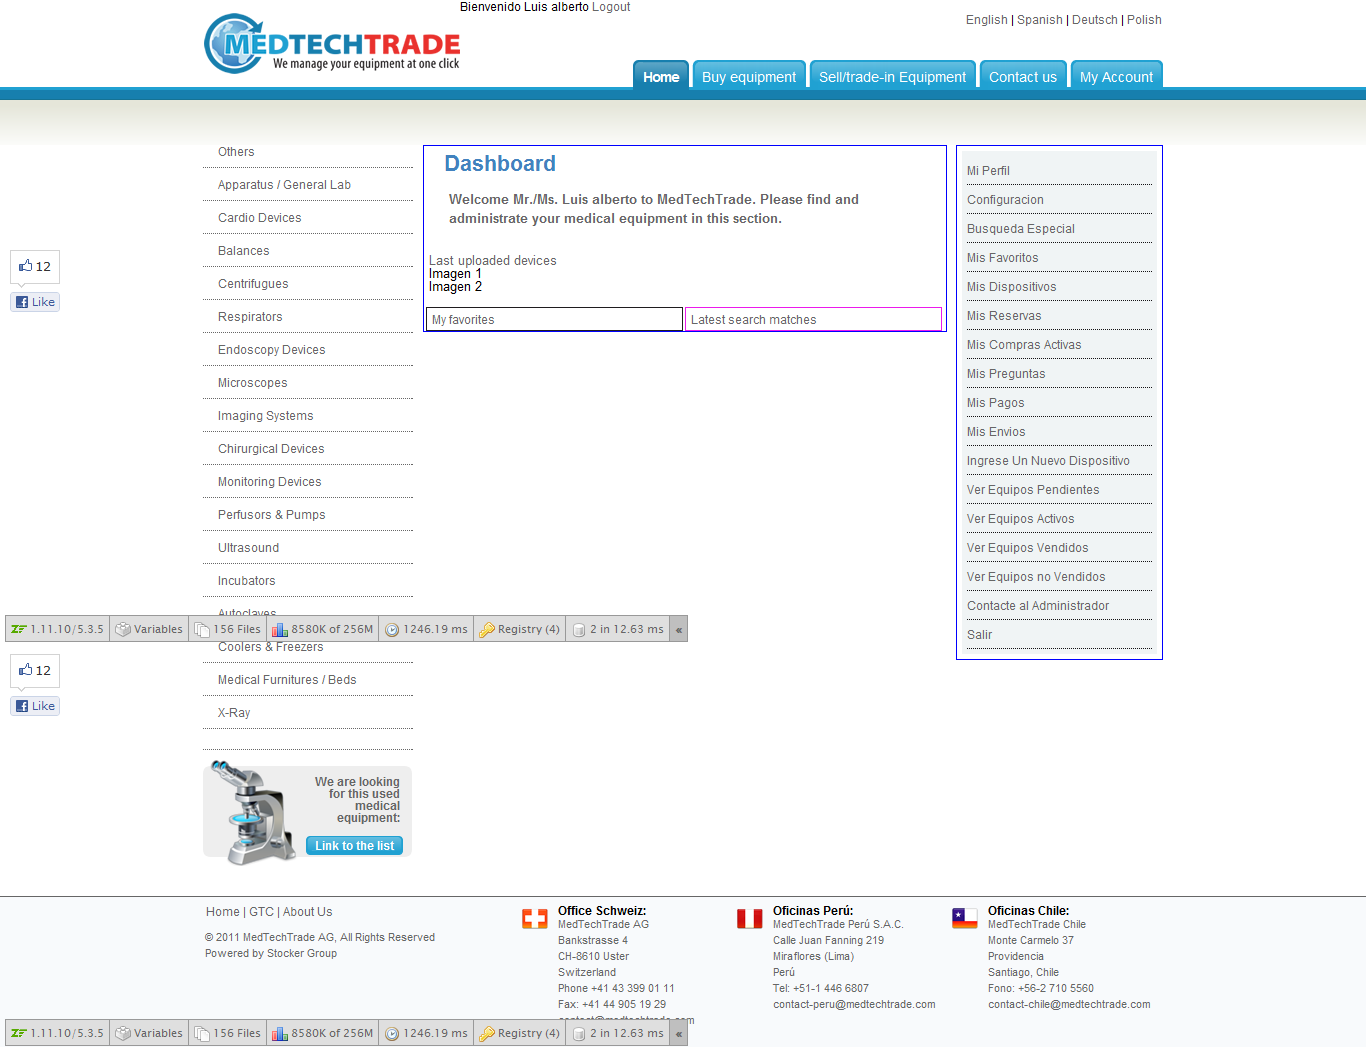 Bienvenido Luis alberto Logout
English | Spanish | Deutsch | Polish
MEDTECHTRADE
We manage your equipment at one click
Home
Buy equipment
Sell/trade-in Equipment
Contact us
My Account
Others
Apparatus / General Lab
Cardio Devices
Balances
Centrifugues
Respirators
Endoscopy Devices
Microscopes
Imaging Systems
Chirurgical Devices
Monitoring Devices
Perfusors & Pumps
Ultrasound
Incubators
Autoclaves
Coolers & Freezers
Medical Furnitures / Beds
X-Ray
12
Like
Dashboard
Welcome Mr./Ms. Luis alberto to MedTechTrade. Please find and
administrate your medical equipment in this section.
Last uploaded devices
Imagen 1
Imagen 2
My favorites
Latest search matches
Mi Perfil
Configuracion
Busqueda Especial
Mis Favoritos
Mis Dispositivos
Mis Reservas
Mis Compras Activas
Mis Preguntas
Mis Pagos
Mis Envios
Ingrese Un Nuevo Dispositivo
Ver Equipos Pendientes
Ver Equipos Activos
Ver Equipos Vendidos
Ver Equipos no Vendidos
Contacte al Administrador
Salir
ZF 1.11.10/5.3.5 Variables 156 Files 8580K of 256M 1246.19 ms Registry (4) 2 in 12.63 ms «
12
Like
We are looking
for this used
medical
equipment:
Link to the list
Home | GTC | About Us
© 2011 MedTechTrade AG, All Rights Reserved
Powered by Stocker Group
Office Schweiz:
MedTechTrade AG
Bankstrasse 4
CH-8610 Uster
Switzerland
Phone +41 43 399 01 11
Fax: +41 44 905 19 29
contact@medtechtrade.com
Oficinas Perú:
MedTechTrade Perú S.A.C.
Calle Juan Fanning 219
Miraflores (Lima)
Perú
Tel: +51-1 446 6807
contact-peru@medtechtrade.com
Oficinas Chile:
MedTechTrade Chile
Monte Carmelo 37
Providencia
Santiago, Chile
Fono: +56-2 710 5560
contact-chile@medtechtrade.com
ZF 1.11.10/5.3.5 Variables 156 Files 8580K of 256M 1246.19 ms Registry (4) 2 in 12.63 ms «